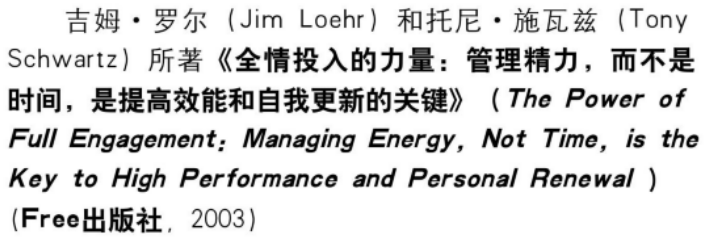 吉姆·罗尔（Jim Loehr）和托尼·施瓦兹（Tony
Schwartz）所著《全情投入的力量：管理精力，而不是
时间，是提高效能和自我更新的关键》（The Power of
Full Engagement：Managing Energy, Not Time, is the
Key to High Performance and Personal Renewal）
（Free出版社，2003）